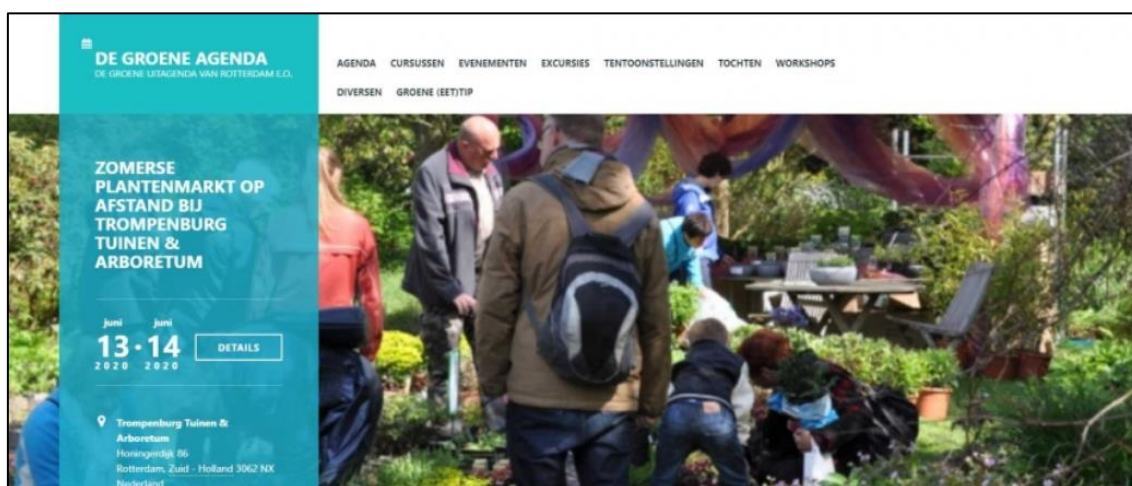 DE GROENE AGENDA
DE GROENE UITAGENDA VAN ROTTERDAM E.O.
AGENDA CURSUSSEN EVENEMENTEN EXCURSIES TENTOONSTELLINGEN TOCHTEN WORKSHOPS
DIVERSEN GROENE (EET)TIP
ZOMERSE
PLANTENMARKT OP
AFSTAND BIJ
TROMPENBURG
TUINEN &
ARBORETUM
juni juni
13 - 14 DETAILS
2020 2020
Trompenburg Tuinen &
Arboretum
Honingerdijk 86
Rotterdam, Zuid - Holland 3062 NX
Nederland